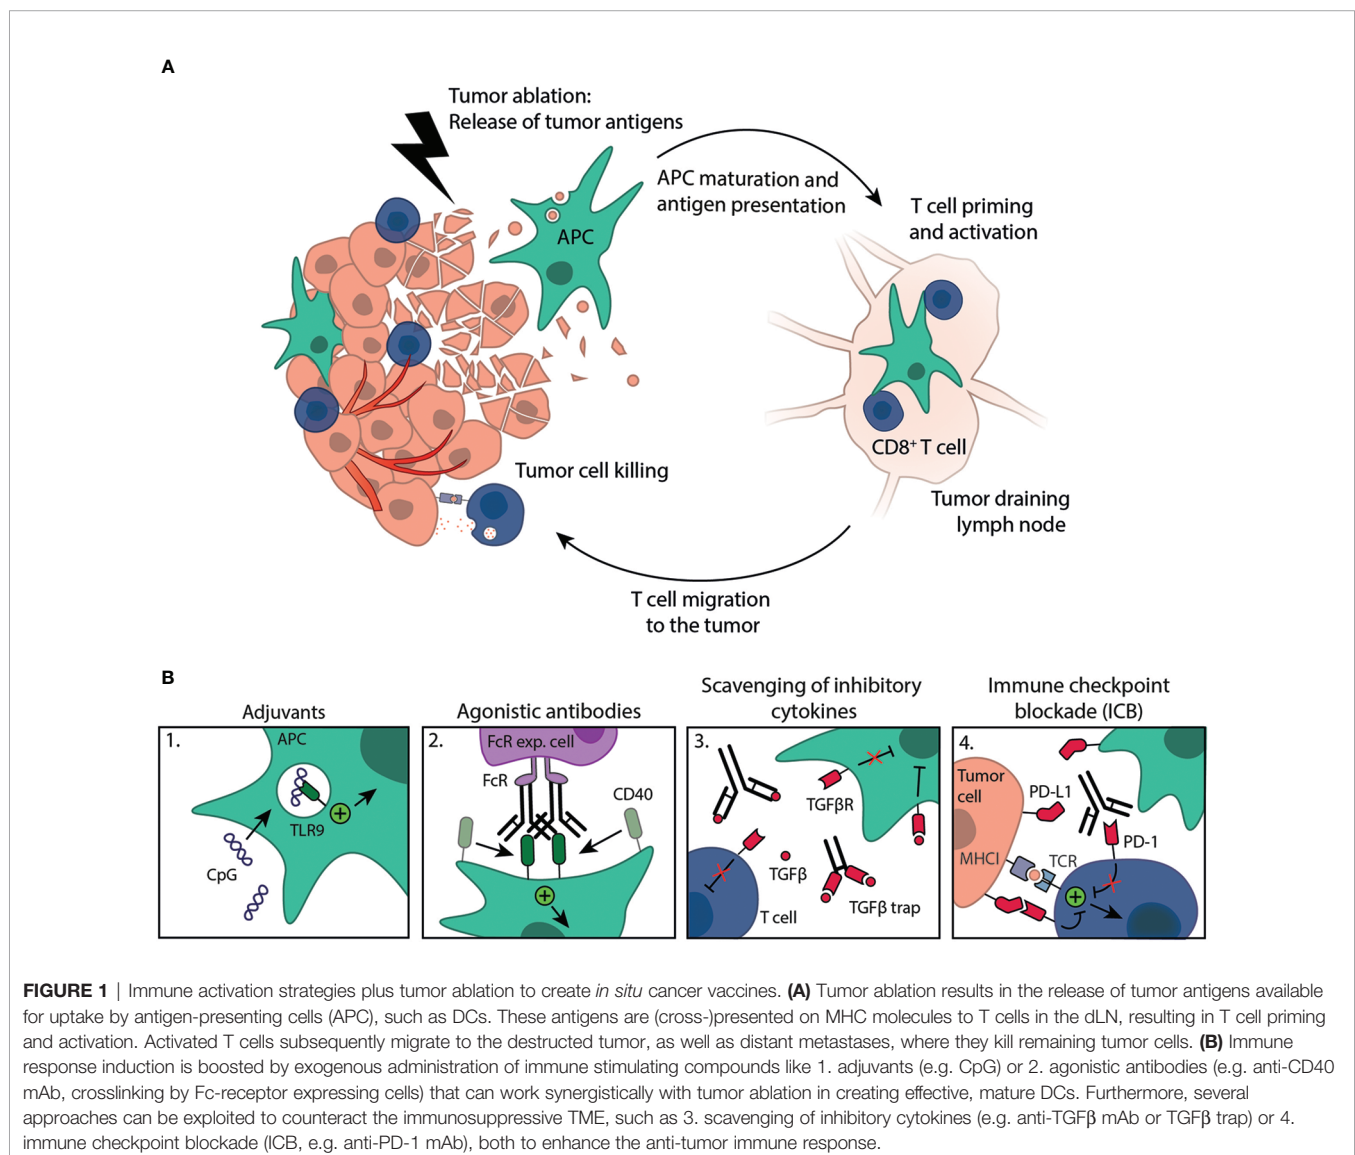 A
Tumor ablation:
Release of tumor antigens
APC maturation and
antigen presentation
APC
T cell priming
and activation
CD8⁺ T cell
Tumor cell killing
Tumor draining
lymph node
T cell migration
to the tumor
B
Adjuvants
1.
APC
TLR9
CpG
Agonistic antibodies
2.
FcR exp. cell
FcR
CD40
Scavenging of inhibitory
cytokines
3.
TGFβR
TGFβ
T cell
TGFβ trap
Immune checkpoint
blockade (ICB)
4.
Tumor
cell
PD-L1
PD-1
MHCI
TCR
FIGURE 1 | Immune activation strategies plus tumor ablation to create in situ cancer vaccines. (A) Tumor ablation results in the release of tumor antigens available
for uptake by antigen-presenting cells (APC), such as DCs. These antigens are (cross-)presented on MHC molecules to T cells in the dLN, resulting in T cell priming
and activation. Activated T cells subsequently migrate to the destructed tumor, as well as distant metastases, where they kill remaining tumor cells. (B) Immune
response induction is boosted by exogenous administration of immune stimulating compounds like 1. adjuvants (e.g. CpG) or 2. agonistic antibodies (e.g. anti-CD40
mAb, crosslinking by Fc-receptor expressing cells) that can work synergistically with tumor ablation in creating effective, mature DCs. Furthermore, several
approaches can be exploited to counteract the immunosuppressive TME, such as 3. scavenging of inhibitory cytokines (e.g. anti-TGFβ mAb or TGFβ trap) or 4.
immune checkpoint blockade (ICB, e.g. anti-PD-1 mAb), both to enhance the anti-tumor immune response.